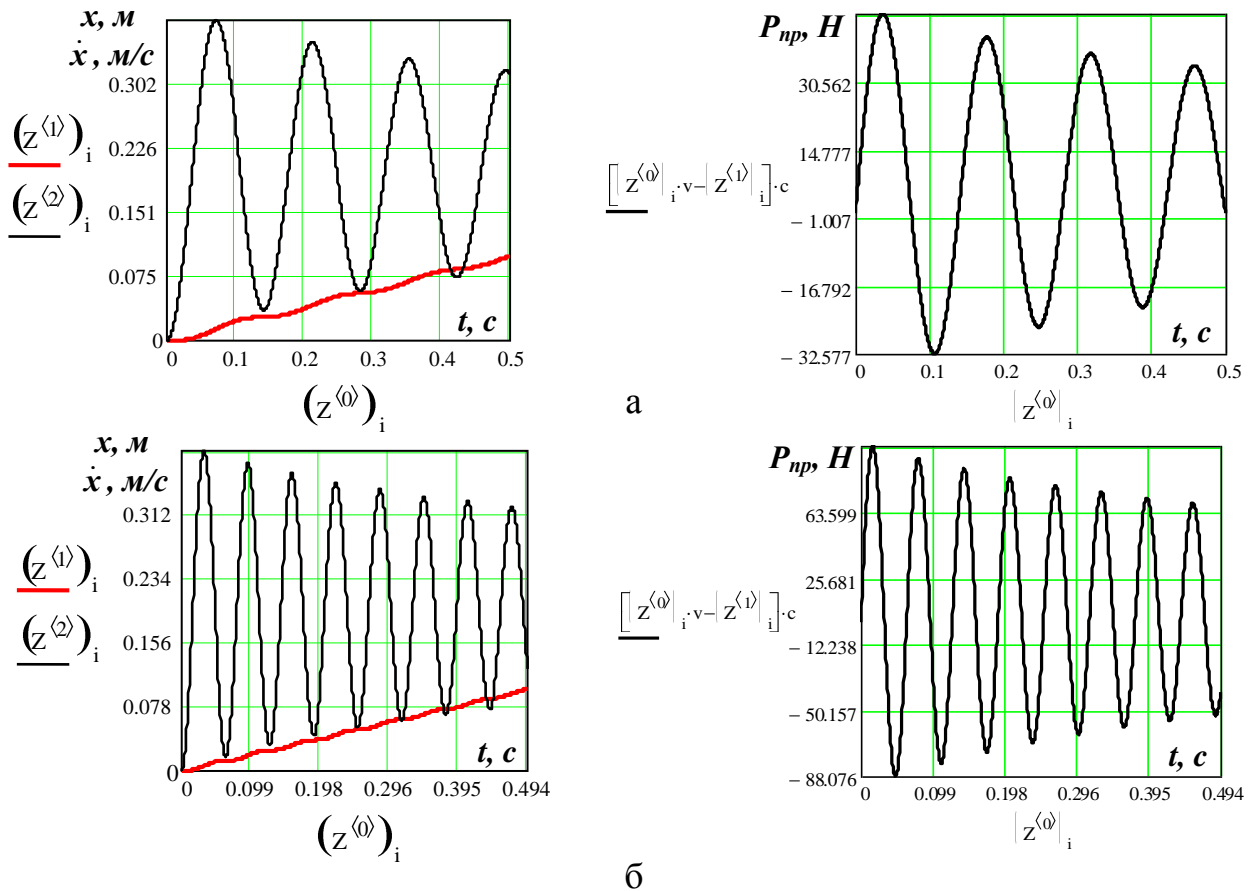 x, м
ẋ, м/с
0.302
0.226
0.151
0.075
0
(Z⟨1⟩)i
(Z⟨2⟩)i
0 0.1 0.2 0.3 0.4 0.5
t, с
(Z⟨0⟩)i
Pпр, Н
30.562
14.777
−1.007
−16.792
−32.577
[|Z⟨0⟩|i·v−|Z⟨1⟩|i]·c
0 0.1 0.2 0.3 0.4 0.5
t, с
|Z⟨0⟩|i
а
x, м
ẋ, м/с
0.312
0.234
0.156
0.078
0
(Z⟨1⟩)i
(Z⟨2⟩)i
0 0.099 0.198 0.296 0.395 0.494
t, с
(Z⟨0⟩)i
Pпр, Н
63.599
25.681
−12.238
−50.157
−88.076
[|Z⟨0⟩|i·v−|Z⟨1⟩|i]·c
0 0.099 0.198 0.296 0.395 0.494
t, с
|Z⟨0⟩|i
б